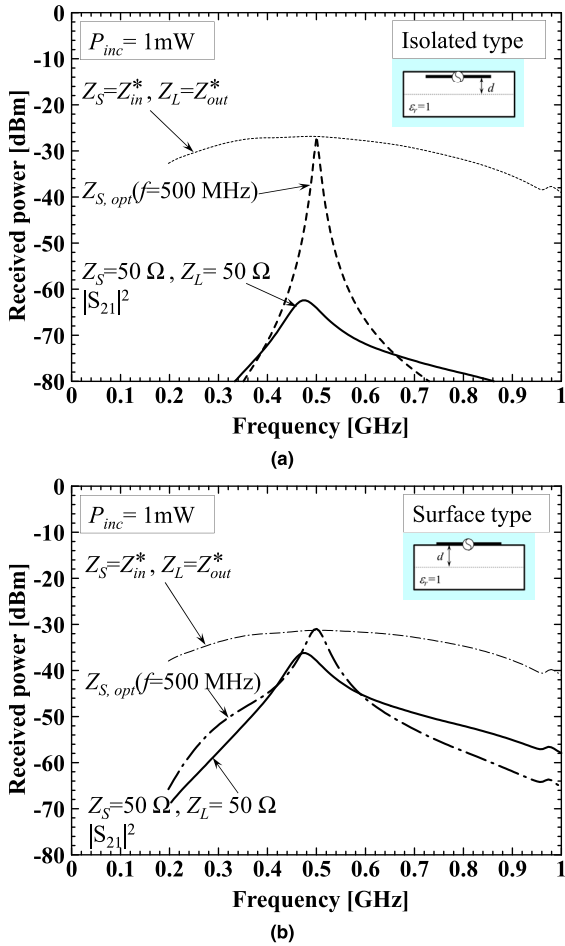 0
-10
-20
-30
-40
-50
-60
-70
-80
Received power [dBm]
P_inc= 1mW
Isolated type
d
ε_r=1
Z_S=Z*_in , Z_L=Z*_out
Z_S, opt(f=500 MHz)
Z_S=50 Ω , Z_L= 50 Ω
|S_21|^2
0 0.1 0.2 0.3 0.4 0.5 0.6 0.7 0.8 0.9 1
Frequency [GHz]
(a)
0
-10
-20
-30
-40
-50
-60
-70
-80
Received power [dBm]
P_inc= 1mW
Surface type
d
ε_r=1
Z_S=Z*_in , Z_L=Z*_out
Z_S, opt(f=500 MHz)
Z_S=50 Ω , Z_L= 50 Ω
|S_21|^2
0 0.1 0.2 0.3 0.4 0.5 0.6 0.7 0.8 0.9 1
Frequency [GHz]
(b)